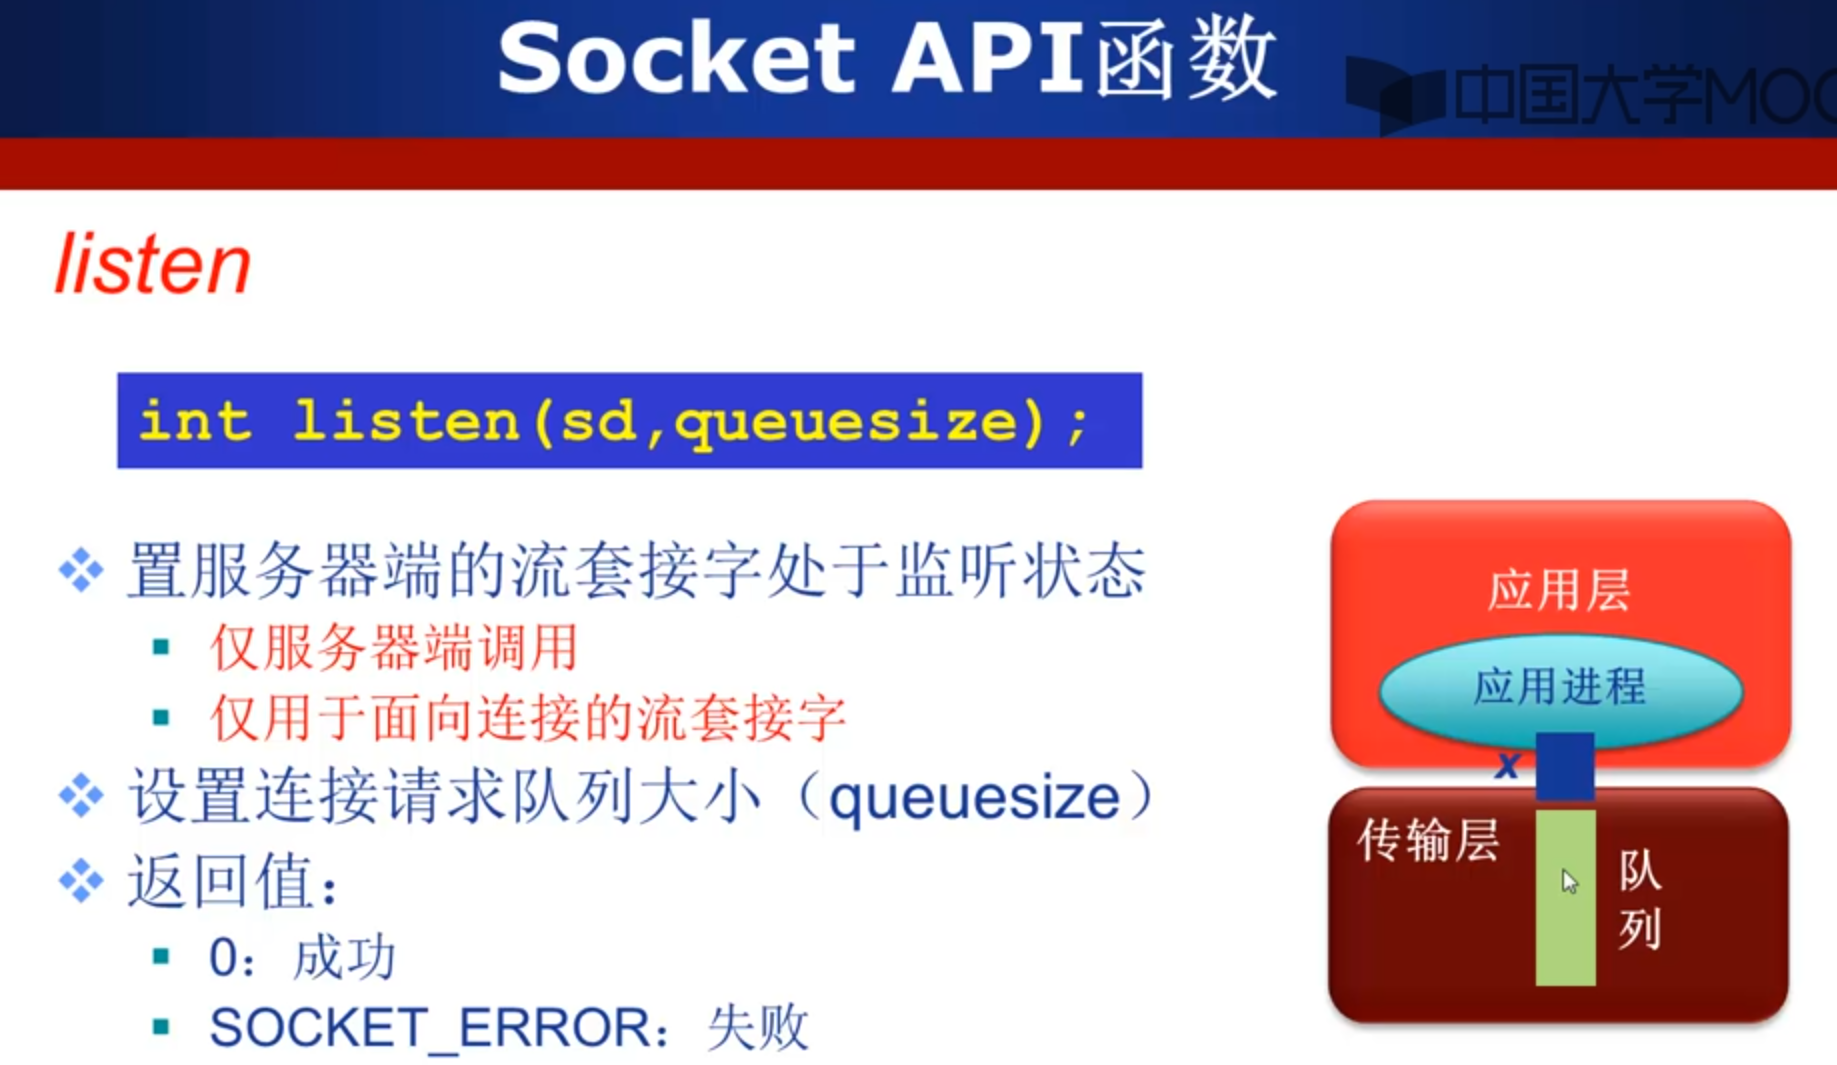 Socket API函数
中国大学MOO
listen
int listen(sd,queuesize);
置服务器端的流套接字处于监听状态
仅服务器端调用
仅用于面向连接的流套接字
设置连接请求队列大小（queuesize）
返回值：
0：成功
SOCKET_ERROR：失败
应用层
应用进程
x
传输层
队
列